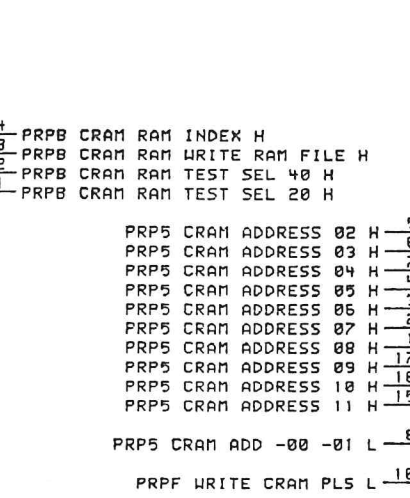 PRPB CRAM RAM INDEX H
PRPB CRAM RAM WRITE RAM FILE H
PRPB CRAM RAM TEST SEL 40 H
PRPB CRAM RAM TEST SEL 20 H
PRP5 CRAM ADDRESS 02 H
PRP5 CRAM ADDRESS 03 H
PRP5 CRAM ADDRESS 04 H
PRP5 CRAM ADDRESS 05 H
PRP5 CRAM ADDRESS 06 H
PRP5 CRAM ADDRESS 07 H
PRP5 CRAM ADDRESS 08 H
PRP5 CRAM ADDRESS 09 H 17
PRP5 CRAM ADDRESS 10 H 16
PRP5 CRAM ADDRESS 11 H 15
PRP5 CRAM ADD -00 -01 L
PRPF WRITE CRAM PLS L